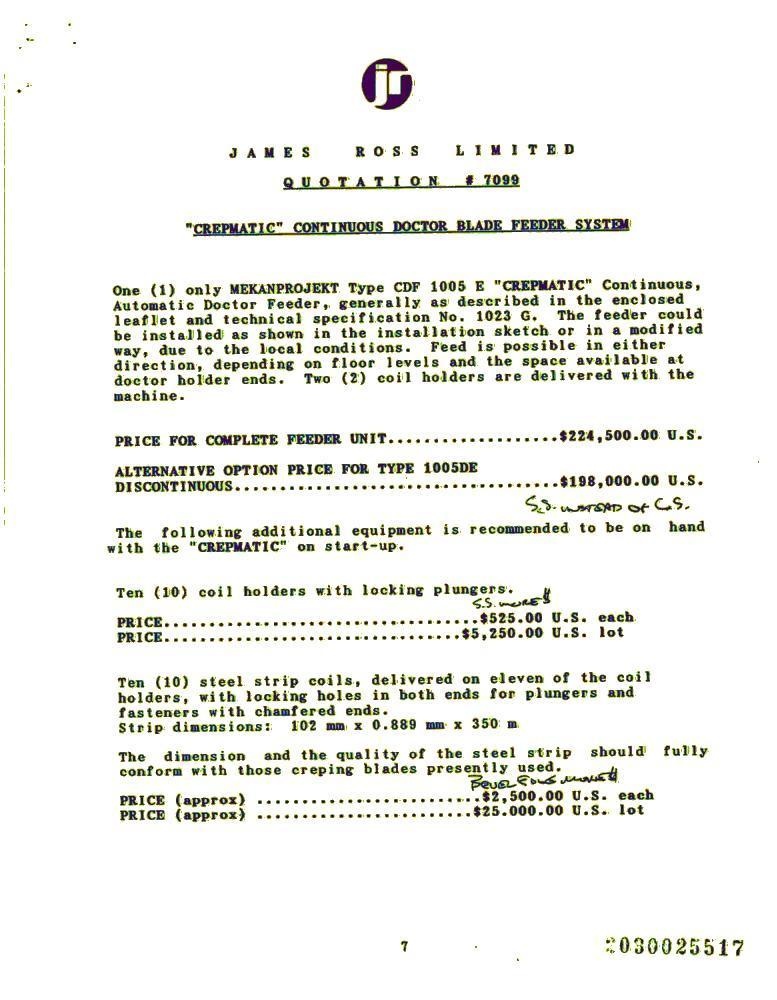 jr
JAMES ROSS LIMITED
QUOTATION # 7099
"CREPMATIC" CONTINUOUS DOCTOR BLADE FEEDER SYSTEM
One (1) only MEKANPROJEKT Type CDF 1005 E "CREPMATIC" Continuous,
Automatic Doctor Feeder, generally as described in the enclosed
leaflet and technical specification No. 1023 G. The feeder could
be installed as shown in the installation sketch or in a modified
way, due to the local conditions. Feed is possible in either
direction, depending on floor levels and the space available at
doctor holder ends. Two (2) coil holders are delivered with the
machine.
PRICE FOR COMPLETE FEEDER UNIT...................$224,500.00 U.S.
ALTERNATIVE OPTION PRICE FOR TYPE 1005DE
DISCONTINUOUS....................................$198,000.00 U.S.
S.S. INSTEAD OF C.S.
The following additional equipment is recommended to be on hand
with the "CREPMATIC" on start-up.
Ten (10) coil holders with locking plungers.
S.S. MORE $
PRICE..................................$525.00 U.S. each
PRICE................................$5,250.00 U.S. lot
Ten (10) steel strip coils, delivered on eleven of the coil
holders, with locking holes in both ends for plungers and
fasteners with chamfered ends.
Strip dimensions: 102 mm x 0.889 mm x 350 m
The dimension and the quality of the steel strip should fully
conform with those creping blades presently used.
BEVEL EDGE MORE $
PRICE (approx) ........................$2,500.00 U.S. each
PRICE (approx) .......................$25.000.00 U.S. lot
7
2030025517